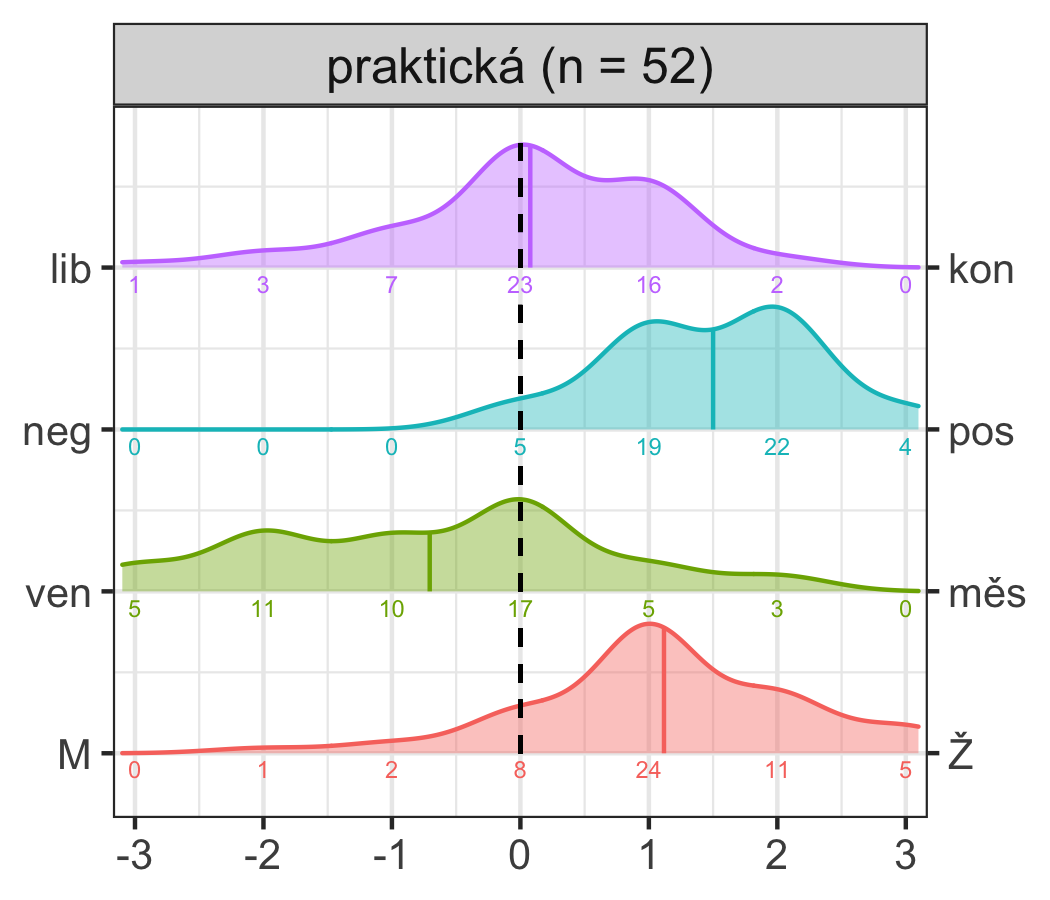 praktická (n = 52)
lib kon
1 3 7 23 16 2 0
neg pos
0 0 0 5 19 22 4
ven měs
5 11 10 17 5 3 0
M Ž
0 1 2 8 24 11 5
-3 -2 -1 0 1 2 3